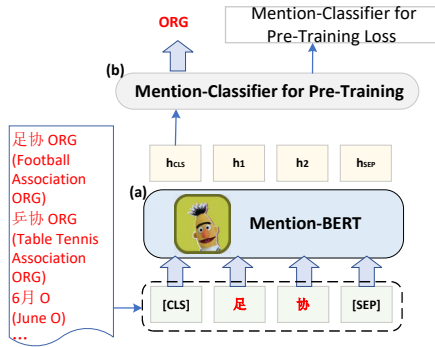 ORG
Mention-Classifier for
Pre-Training Loss
(b)
Mention-Classifier for Pre-Training
足协 ORG
(Football
Association
ORG)
乒协 ORG
(Table Tennis
Association
ORG)
6月 O
(June O)
...
hCLS h1 h2 hSEP
(a)
Mention-BERT
[CLS] 足 协 [SEP]